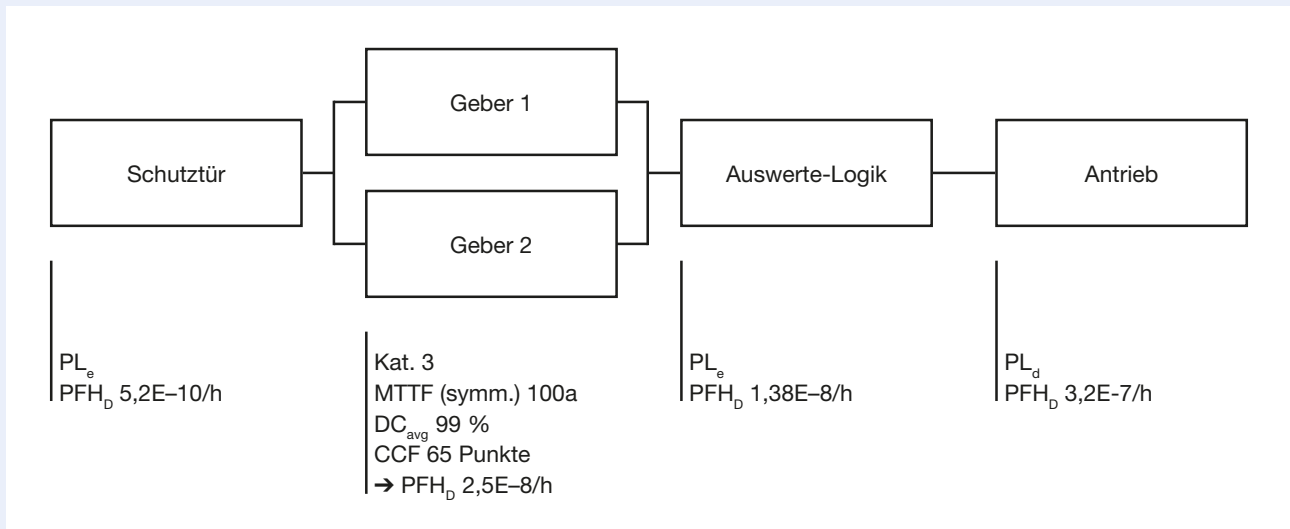 Geber 1
Schutztür
Auswerte-Logik
Antrieb
Geber 2
PLe
PFHD 5,2E–10/h
Kat. 3
MTTF (symm.) 100a
DCavg 99 %
CCF 65 Punkte
➔ PFHD 2,5E–8/h
PLe
PFHD 1,38E–8/h
PLd
PFHD 3,2E-7/h